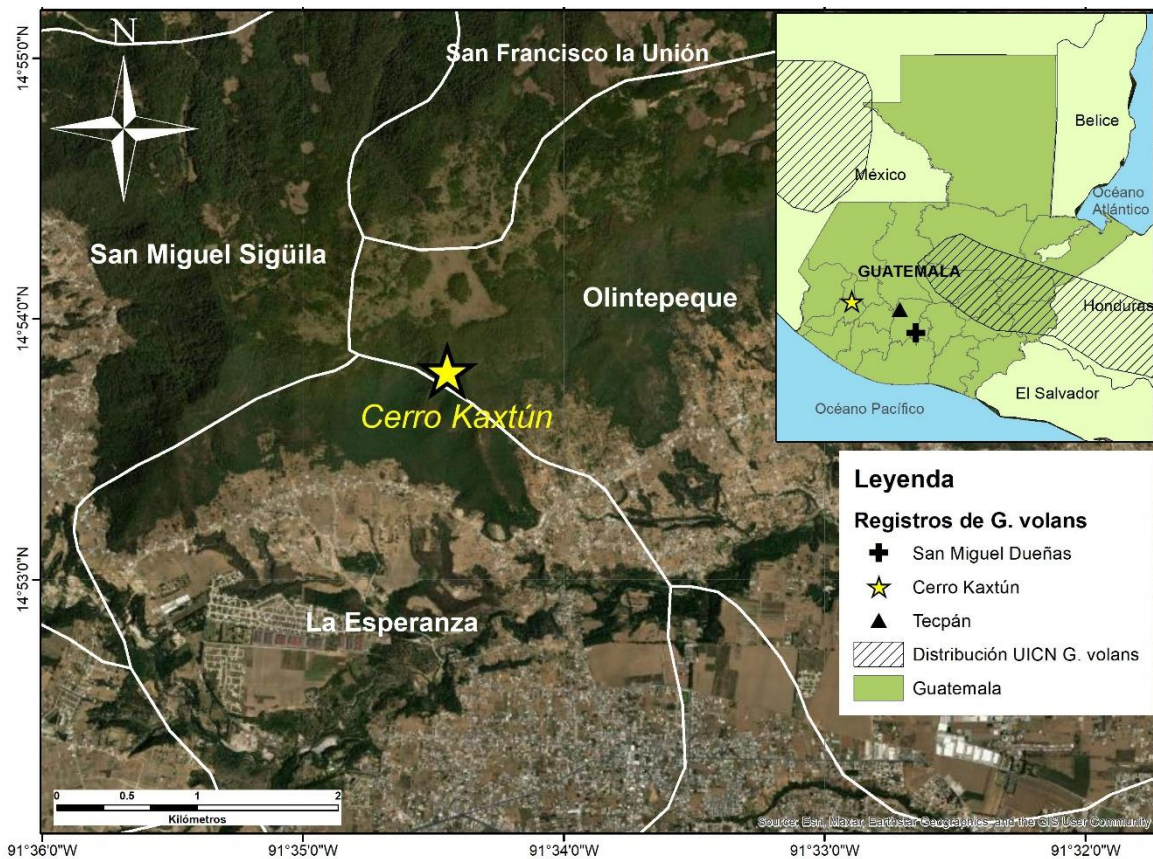 N
San Francisco la Unión
San Miguel Sigüila
Olintepeque
Cerro Kaxtún
La Esperanza
14°55'0"N
14°54'0"N
14°53'0"N
0 0.5 1 2
Kilómetros
91°36'0"W 91°35'0"W 91°34'0"W 91°33'0"W 91°32'0"W
Source: Esri, Maxar, Earthstar Geographics, and the GIS User Community
Belice
México
Océano
Atlántico
GUATEMALA
Honduras
El Salvador
Océano Pacífico
Leyenda
Registros de G. volans
San Miguel Dueñas
Cerro Kaxtún
Tecpán
Distribución UICN G. volans
Guatemala